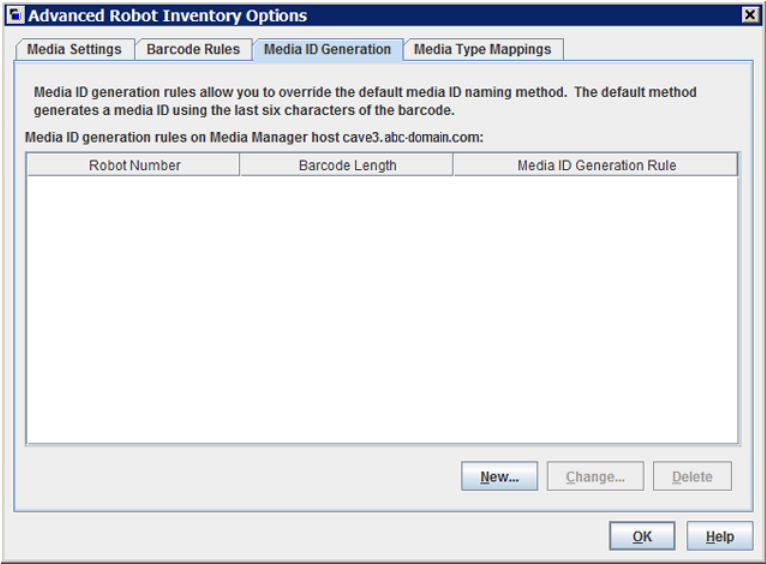 Advanced Robot Inventory Options
Media Settings Barcode Rules Media ID Generation Media Type Mappings
Media ID generation rules allow you to override the default media ID naming method. The default method
generates a media ID using the last six characters of the barcode.
Media ID generation rules on Media Manager host cave3.abc-domain.com:
Robot Number Barcode Length Media ID Generation Rule
New... Change... Delete
OK Help